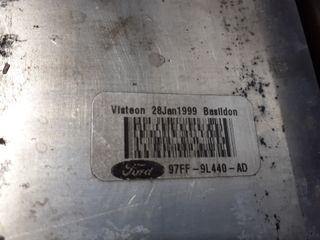 Visteon 28Jan1999 Basildon
Ford 97FF-9L440-AD